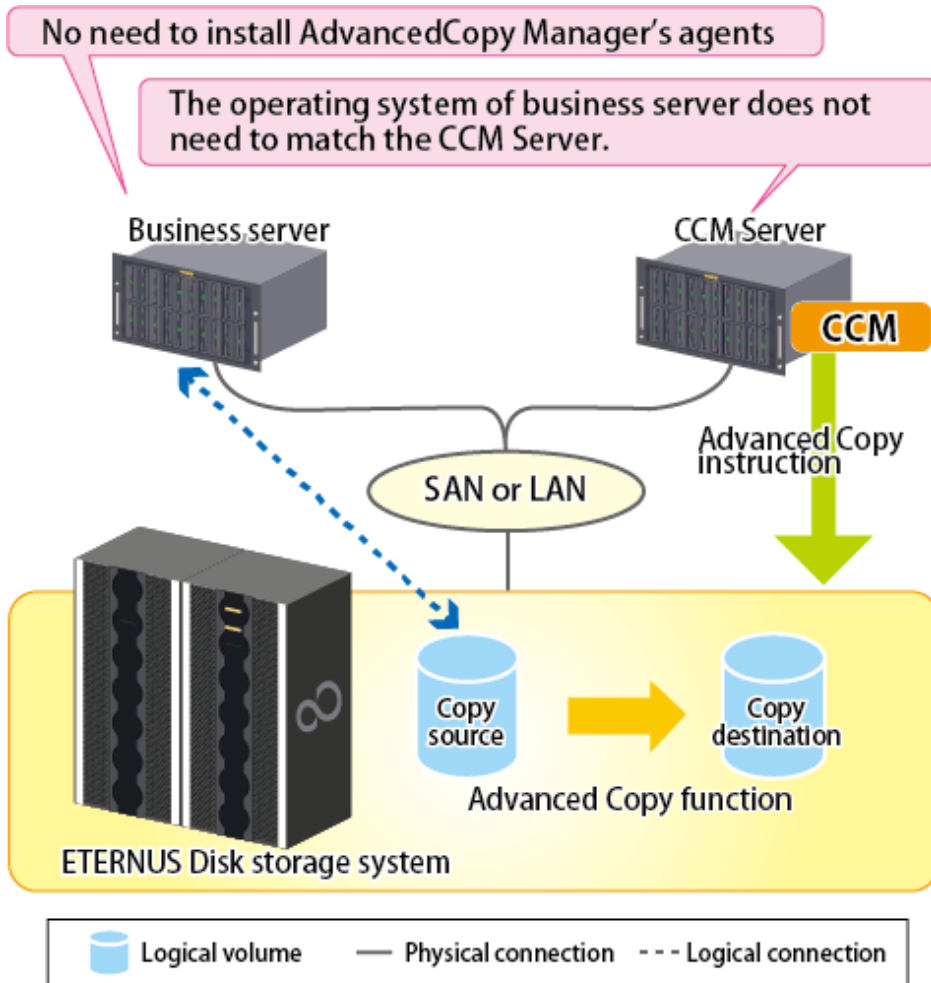 No need to install AdvancedCopy Manager's agents
The operating system of business server does not
need to match the CCM Server.
Business server
CCM Server
CCM
Advanced Copy
instruction
SAN or LAN
Copy
source
Copy
destination
Advanced Copy function
ETERNUS Disk storage system
Logical volume
Physical connection
Logical connection